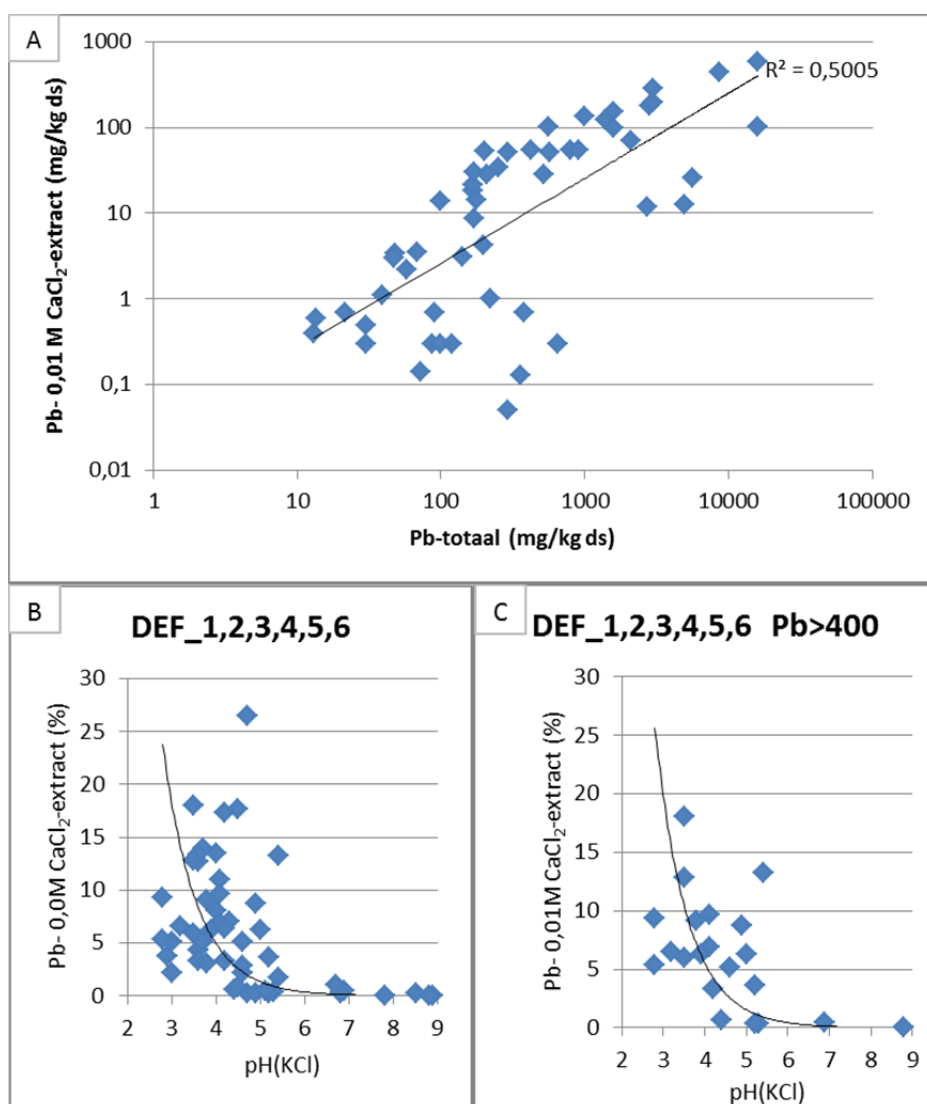 A
1000
100
10
1
0,1
0,01
Pb- 0,01 M CaCl₂-extract (mg/kg ds)
R² = 0,5005
1 10 100 1000 10000 100000
Pb-totaal (mg/kg ds)
B
DEF_1,2,3,4,5,6
30
25
20
15
10
5
0
Pb- 0,0M CaCl₂-extract (%)
2 3 4 5 6 7 8 9
pH(KCl)
C
DEF_1,2,3,4,5,6 Pb>400
30
25
20
15
10
5
0
Pb- 0,01M CaCl₂-extract (%)
2 3 4 5 6 7 8 9
pH(KCl)